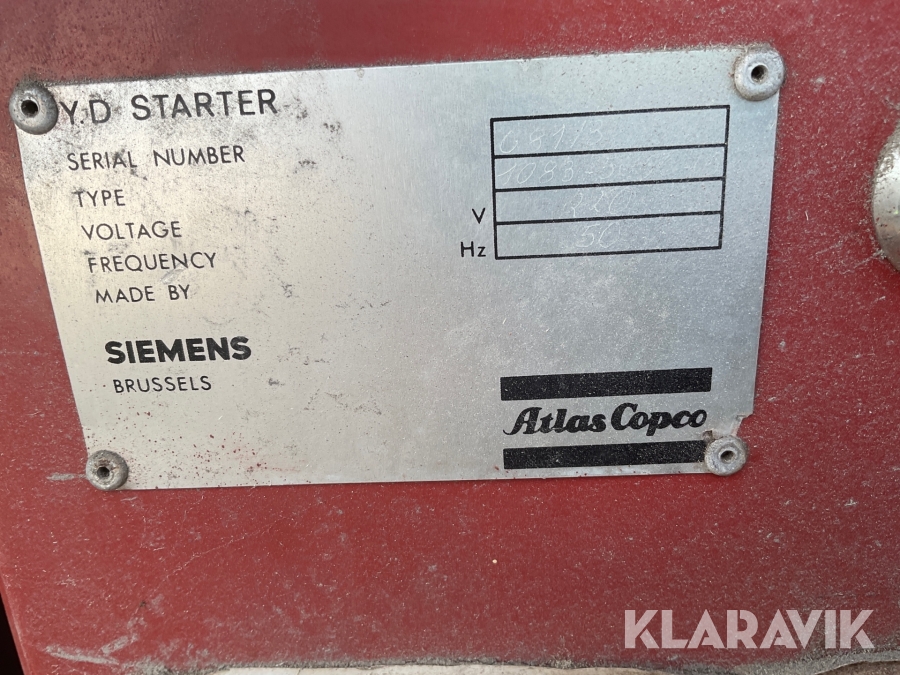 Y.D STARTER
SERIAL NUMBER
TYPE
VOLTAGE V 220
FREQUENCY Hz 50
MADE BY
SIEMENS
BRUSSELS
Atlas Copco
KLARAVIK